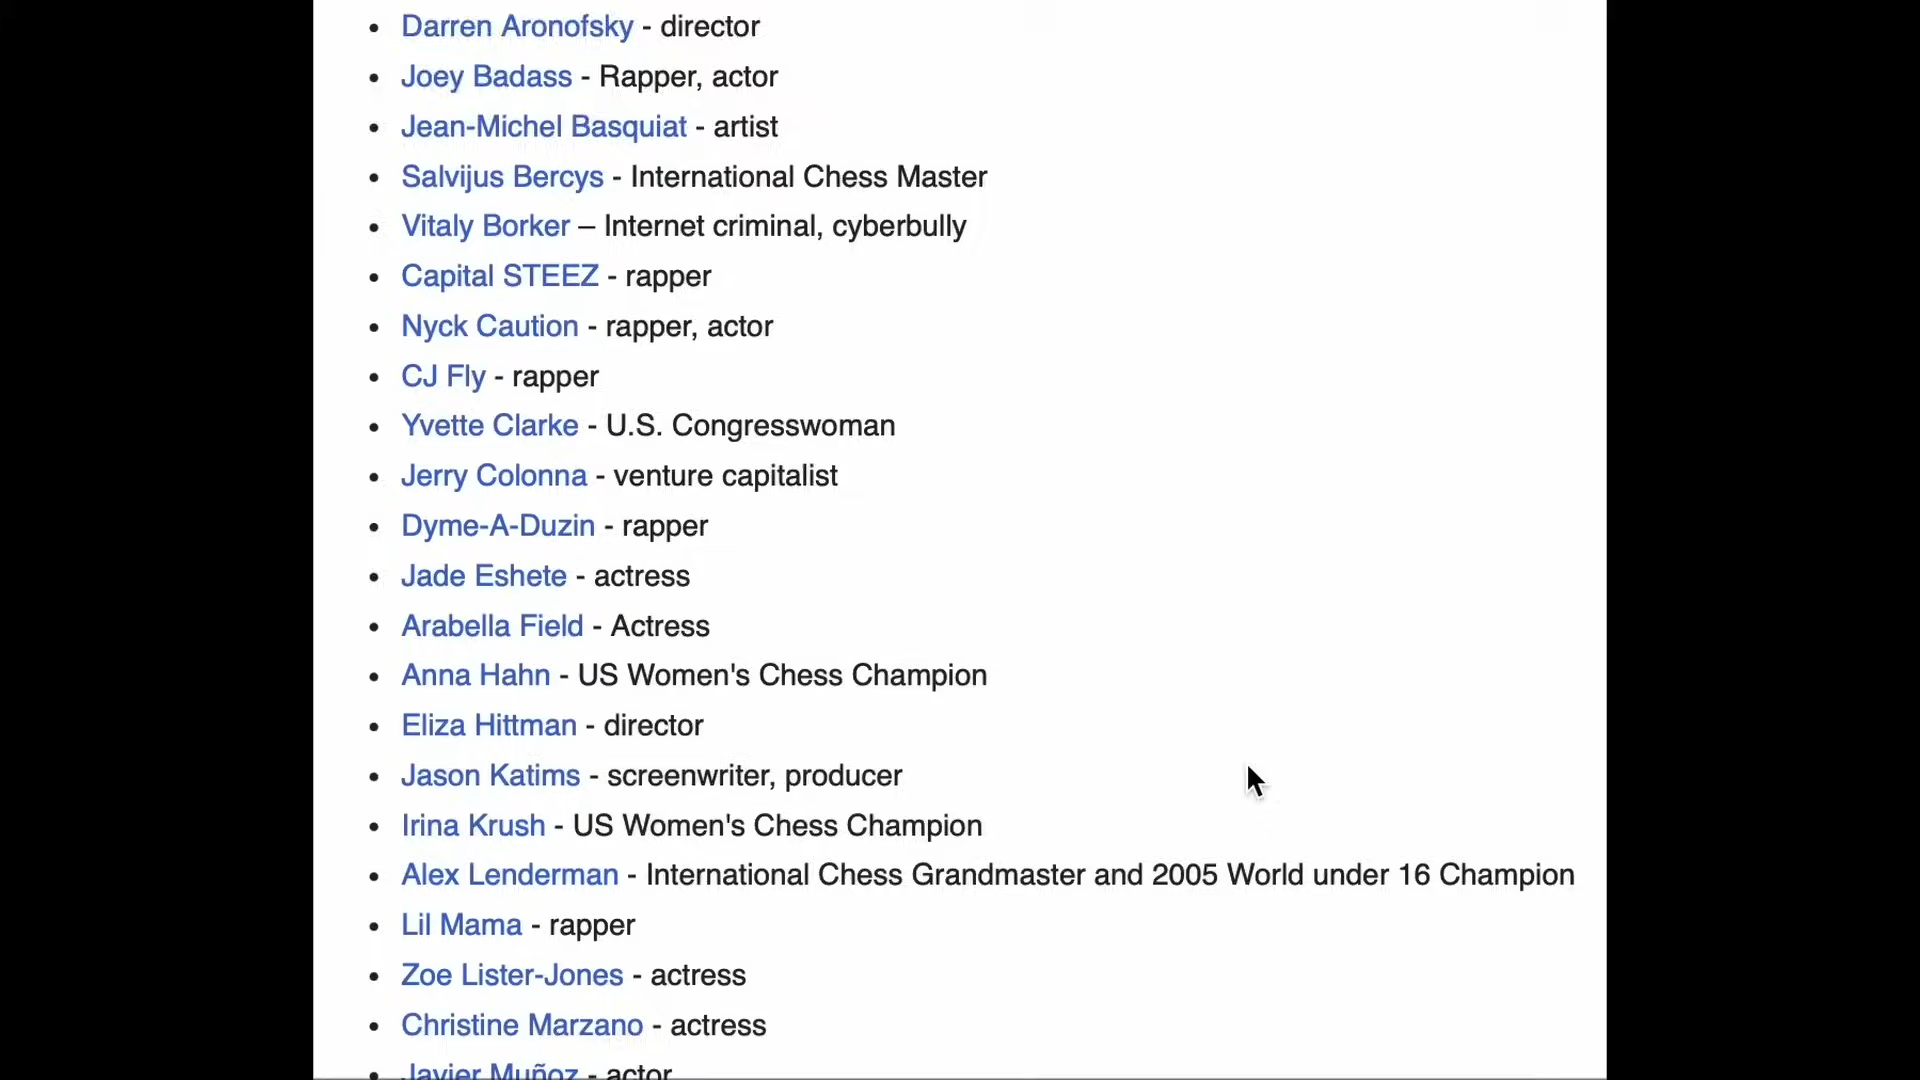 • Darren Aronofsky - director
• Joey Badass - Rapper, actor
• Jean-Michel Basquiat - artist
• Salvijus Bercys - International Chess Master
• Vitaly Borker – Internet criminal, cyberbully
• Capital STEEZ - rapper
• Nyck Caution - rapper, actor
• CJ Fly - rapper
• Yvette Clarke - U.S. Congresswoman
• Jerry Colonna - venture capitalist
• Dyme-A-Duzin - rapper
• Jade Eshete - actress
• Arabella Field - Actress
• Anna Hahn - US Women's Chess Champion
• Eliza Hittman - director
• Jason Katims - screenwriter, producer
• Irina Krush - US Women's Chess Champion
• Alex Lenderman - International Chess Grandmaster and 2005 World under 16 Champion
• Lil Mama - rapper
• Zoe Lister-Jones - actress
• Christine Marzano - actress
• Javier Muñoz - actor